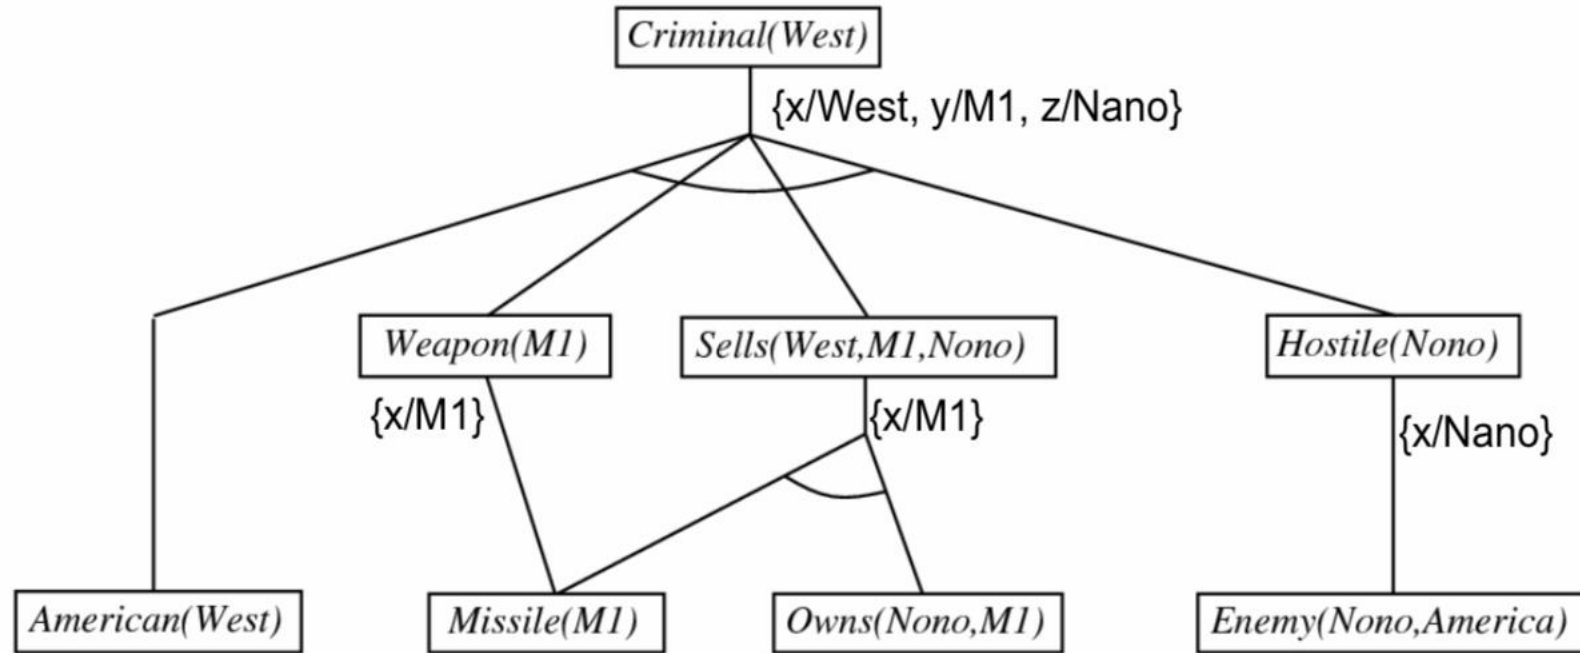 Criminal(West)
{x/West, y/M1, z/Nano}
Weapon(M1)
Sells(West,M1,Nono)
Hostile(Nono)
{x/M1}
{x/M1}
{x/Nano}
American(West)
Missile(M1)
Owns(Nono,M1)
Enemy(Nono,America)